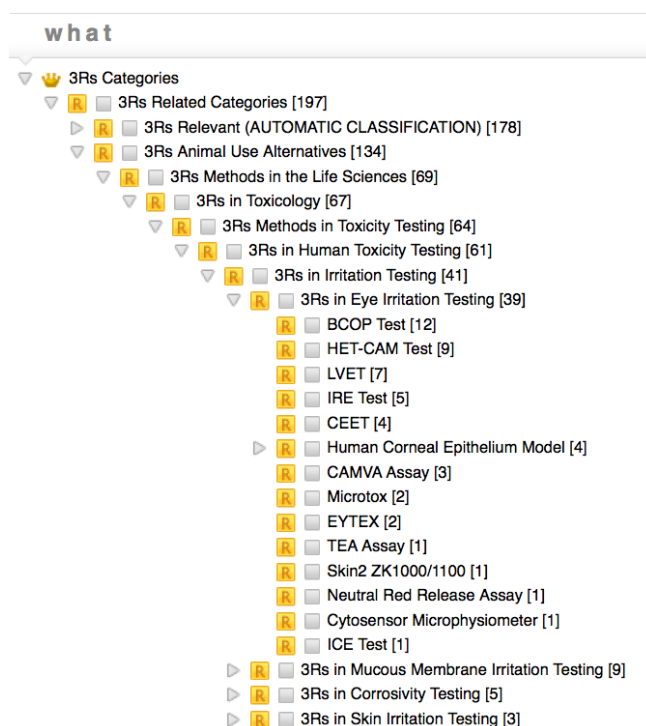 what
3Rs Categories
R 3Rs Related Categories [197]
R 3Rs Relevant (AUTOMATIC CLASSIFICATION) [178]
R 3Rs Animal Use Alternatives [134]
R 3Rs Methods in the Life Sciences [69]
R 3Rs in Toxicology [67]
R 3Rs Methods in Toxicity Testing [64]
R 3Rs in Human Toxicity Testing [61]
R 3Rs in Irritation Testing [41]
R 3Rs in Eye Irritation Testing [39]
R BCOP Test [12]
R HET-CAM Test [9]
R LVET [7]
R IRE Test [5]
R CEET [4]
R Human Corneal Epithelium Model [4]
R CAMVA Assay [3]
R Microtox [2]
R EYTEX [2]
R TEA Assay [1]
R Skin2 ZK1000/1100 [1]
R Neutral Red Release Assay [1]
R Cytosensor Microphysiometer [1]
R ICE Test [1]
R 3Rs in Mucous Membrane Irritation Testing [9]
R 3Rs in Corrosivity Testing [5]
R 3Rs in Skin Irritation Testing [3]